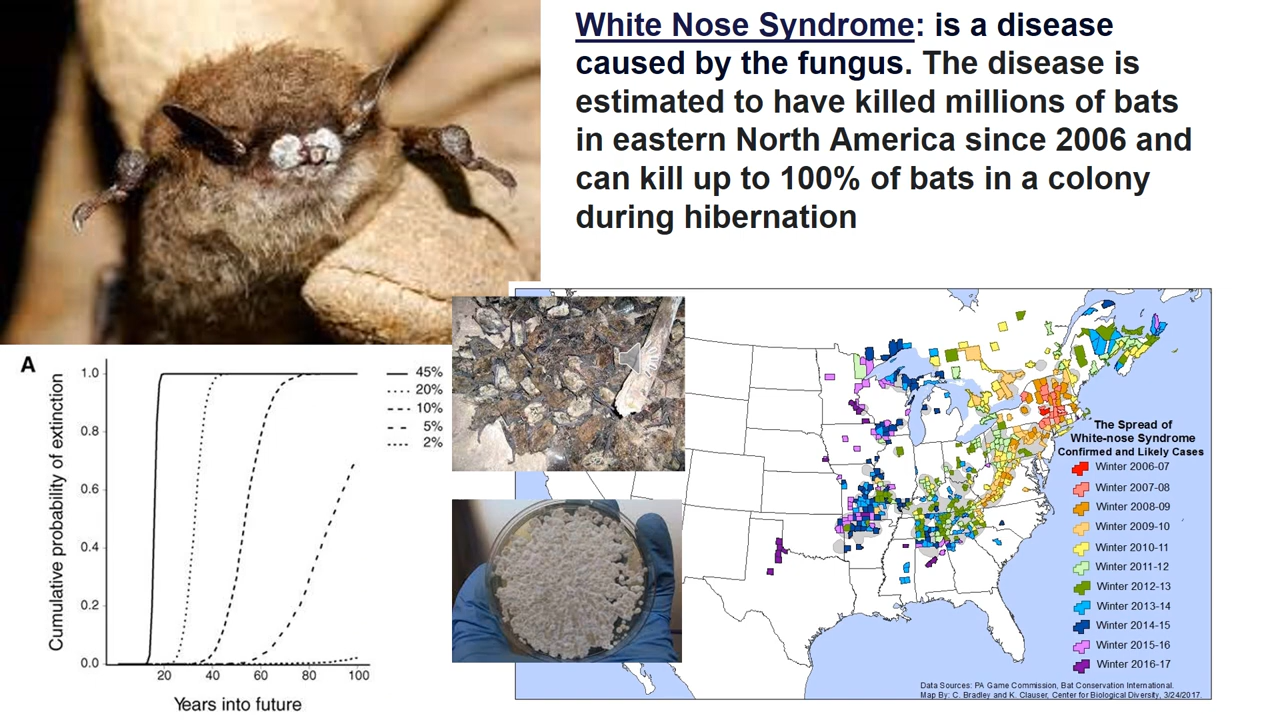 White Nose Syndrome: is a disease
caused by the fungus. The disease is
estimated to have killed millions of bats
in eastern North America since 2006 and
can kill up to 100% of bats in a colony
during hibernation
A
Cumulative probability of extinction
1.0
0.8
0.6
0.4
0.2
0.0
20
40
60
80
100
Years into future
45%
20%
10%
5%
2%
The Spread of
White-nose Syndrome
Confirmed and Likely Cases
Winter 2006-07
Winter 2007-08
Winter 2008-09
Winter 2009-10
Winter 2010-11
Winter 2011-12
Winter 2012-13
Winter 2013-14
Winter 2014-15
Winter 2015-16
Winter 2016-17
Data Sources: PA Game Commission, Bat Conservation International.
Map By: C. Bradley and K. Clauser, Center for Biological Diversity, 3/24/2017.